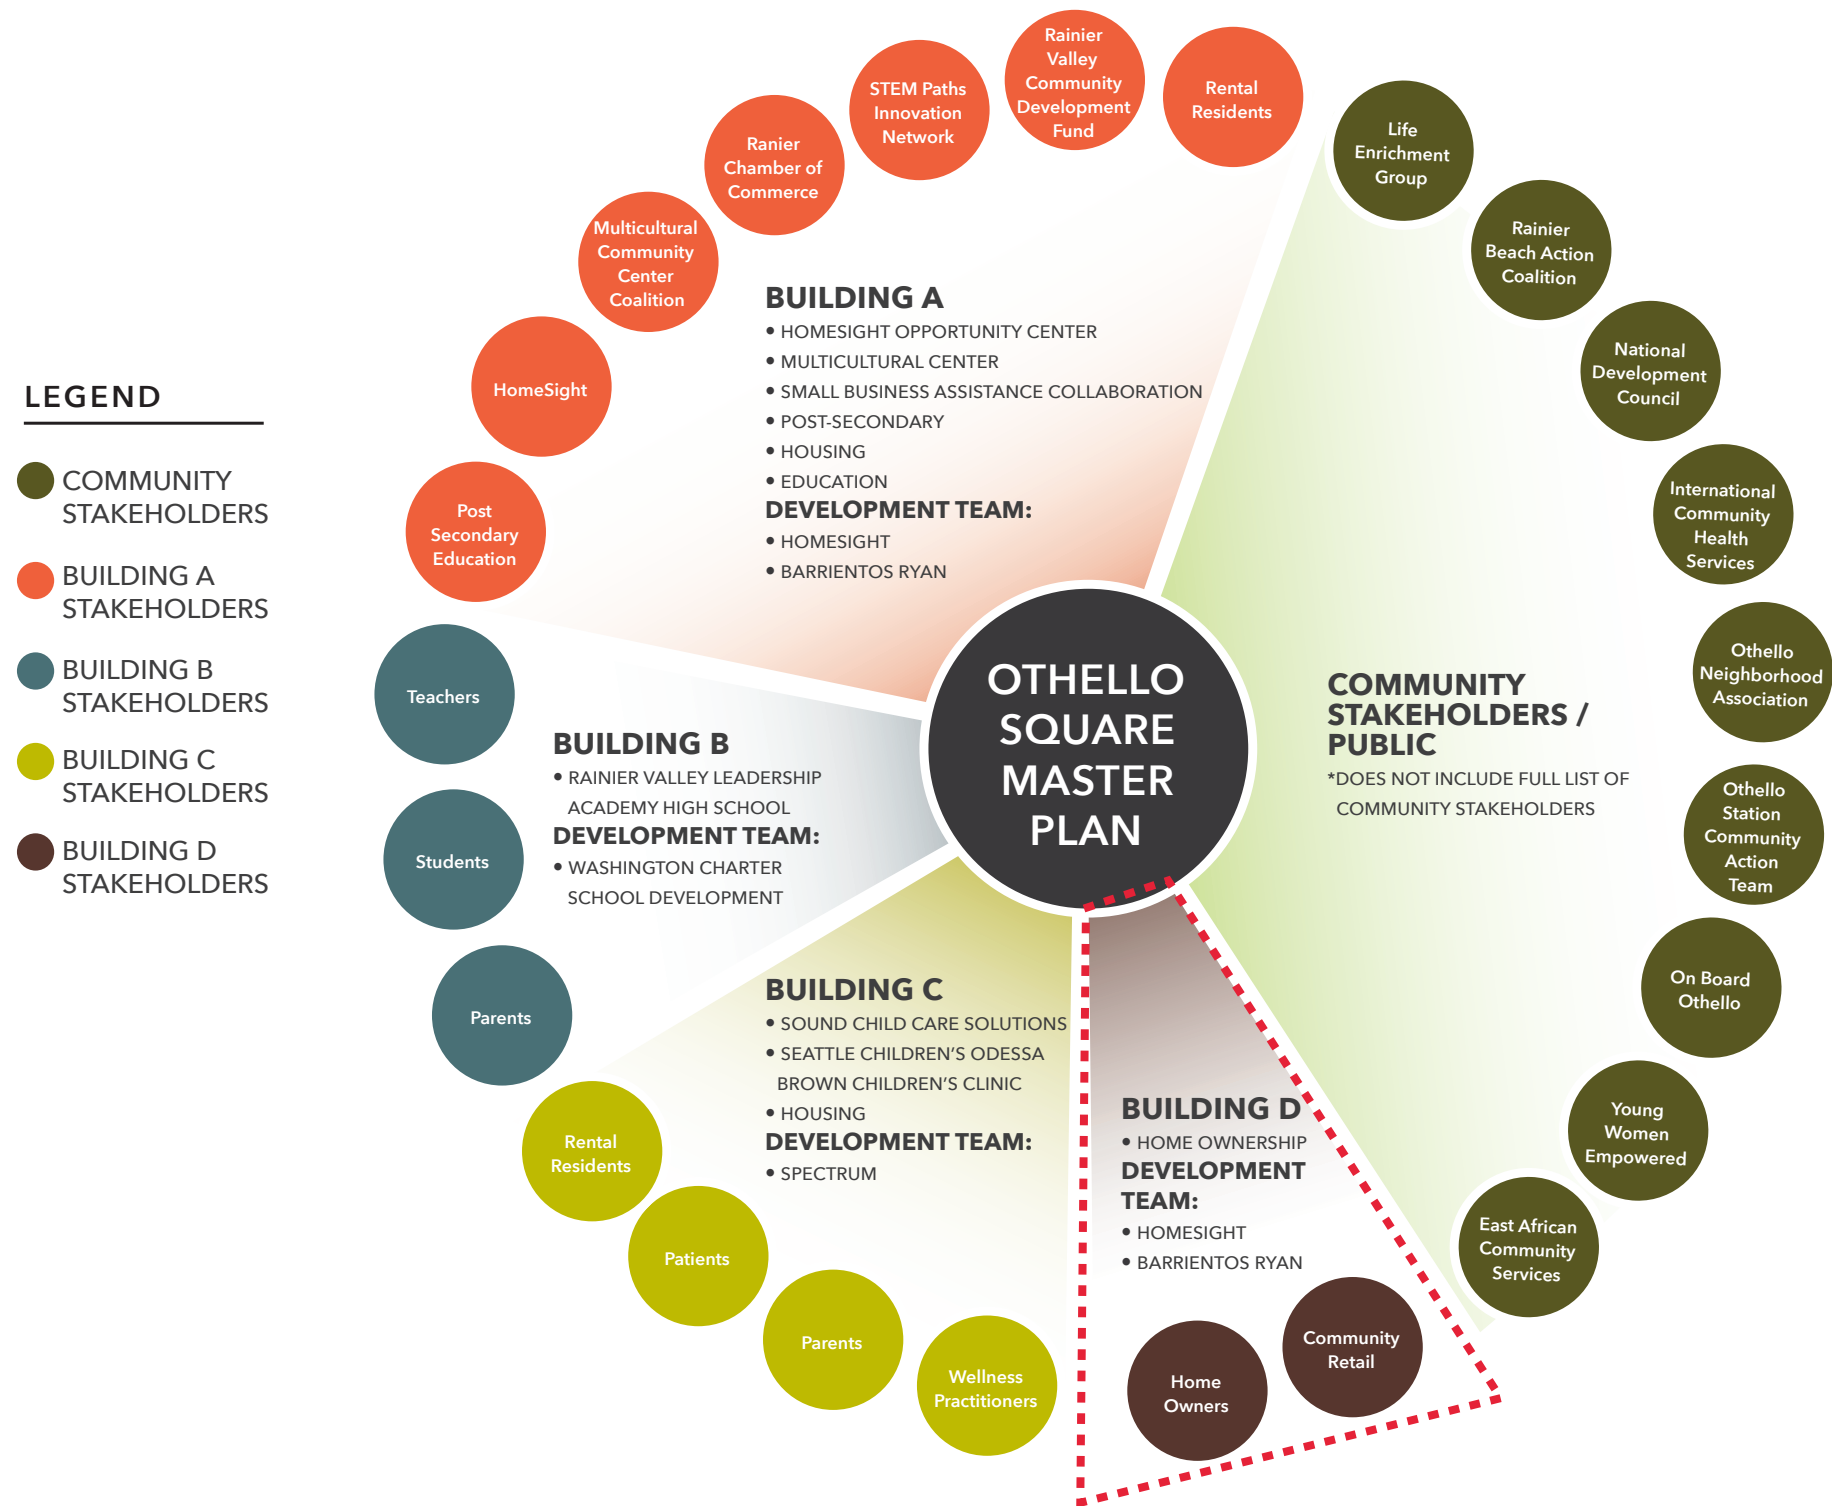 LEGEND
COMMUNITY
STAKEHOLDERS
BUILDING A
STAKEHOLDERS
BUILDING B
STAKEHOLDERS
BUILDING C
STAKEHOLDERS
BUILDING D
STAKEHOLDERS
Post
Secondary
Education
HomeSight
Multicultural
Community
Center
Coalition
Ranier
Chamber of
Commerce
STEM Paths
Innovation
Network
Rainier
Valley
Community
Development
Fund
Rental
Residents
BUILDING A
• HOMESIGHT OPPORTUNITY CENTER
• MULTICULTURAL CENTER
• SMALL BUSINESS ASSISTANCE COLLABORATION
• POST-SECONDARY
• HOUSING
• EDUCATION
DEVELOPMENT TEAM:
• HOMESIGHT
• BARRIENTOS RYAN
OTHELLO
SQUARE
MASTER
PLAN
Life
Enrichment
Group
Rainier
Beach Action
Coalition
National
Development
Council
International
Community
Health
Services
Othello
Neighborhood
Association
Othello
Station
Community
Action
Team
On Board
Othello
Young
Women
Empowered
East African
Community
Services
COMMUNITY
STAKEHOLDERS /
PUBLIC
*DOES NOT INCLUDE FULL LIST OF
COMMUNITY STAKEHOLDERS
Teachers
Students
Parents
BUILDING B
• RAINIER VALLEY LEADERSHIP
ACADEMY HIGH SCHOOL
DEVELOPMENT TEAM:
• WASHINGTON CHARTER
SCHOOL DEVELOPMENT
BUILDING C
• SOUND CHILD CARE SOLUTIONS
• SEATTLE CHILDREN'S ODESSA
BROWN CHILDREN'S CLINIC
• HOUSING
DEVELOPMENT TEAM:
• SPECTRUM
Rental
Residents
Patients
Parents
Wellness
Practitioners
BUILDING D
• HOME OWNERSHIP
DEVELOPMENT
TEAM:
• HOMESIGHT
• BARRIENTOS RYAN
Home
Owners
Community
Retail